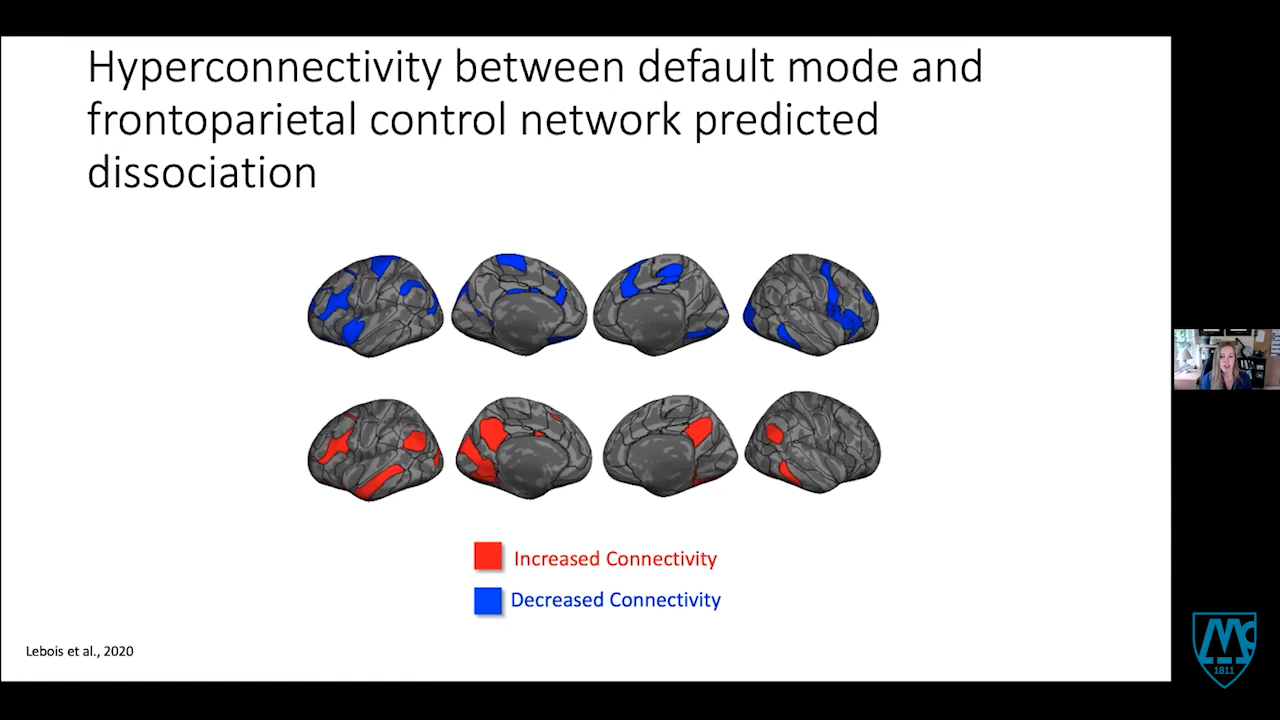 Hyperconnectivity between default mode and
frontoparietal control network predicted
dissociation
Increased Connectivity
Decreased Connectivity
Lebois et al., 2020
1811